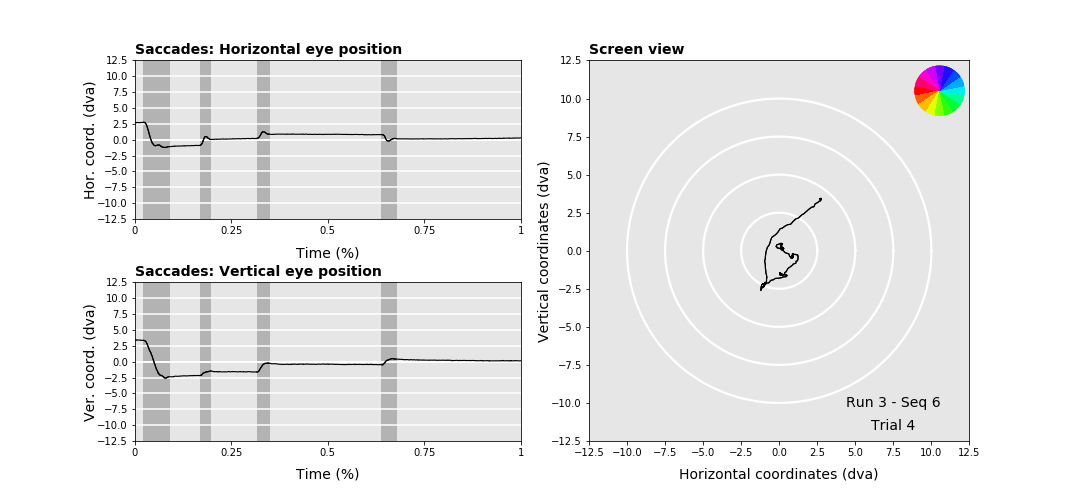 Saccades: Horizontal eye position
12.5
10.0
7.5
5.0
2.5
0.0
−2.5
−5.0
−7.5
−10.0
−12.5
Hor. coord. (dva)
0 0.25 0.5 0.75 1
Time (%)
Saccades: Vertical eye position
12.5
10.0
7.5
5.0
2.5
0.0
−2.5
−5.0
−7.5
−10.0
−12.5
Ver. coord. (dva)
0 0.25 0.5 0.75 1
Time (%)
Screen view
12.5
10.0
7.5
5.0
2.5
0.0
−2.5
−5.0
−7.5
−10.0
−12.5
Vertical coordinates (dva)
Run 3 - Seq 6
Trial 4
−12.5 −10.0 −7.5 −5.0 −2.5 0.0 2.5 5.0 7.5 10.0 12.5
Horizontal coordinates (dva)